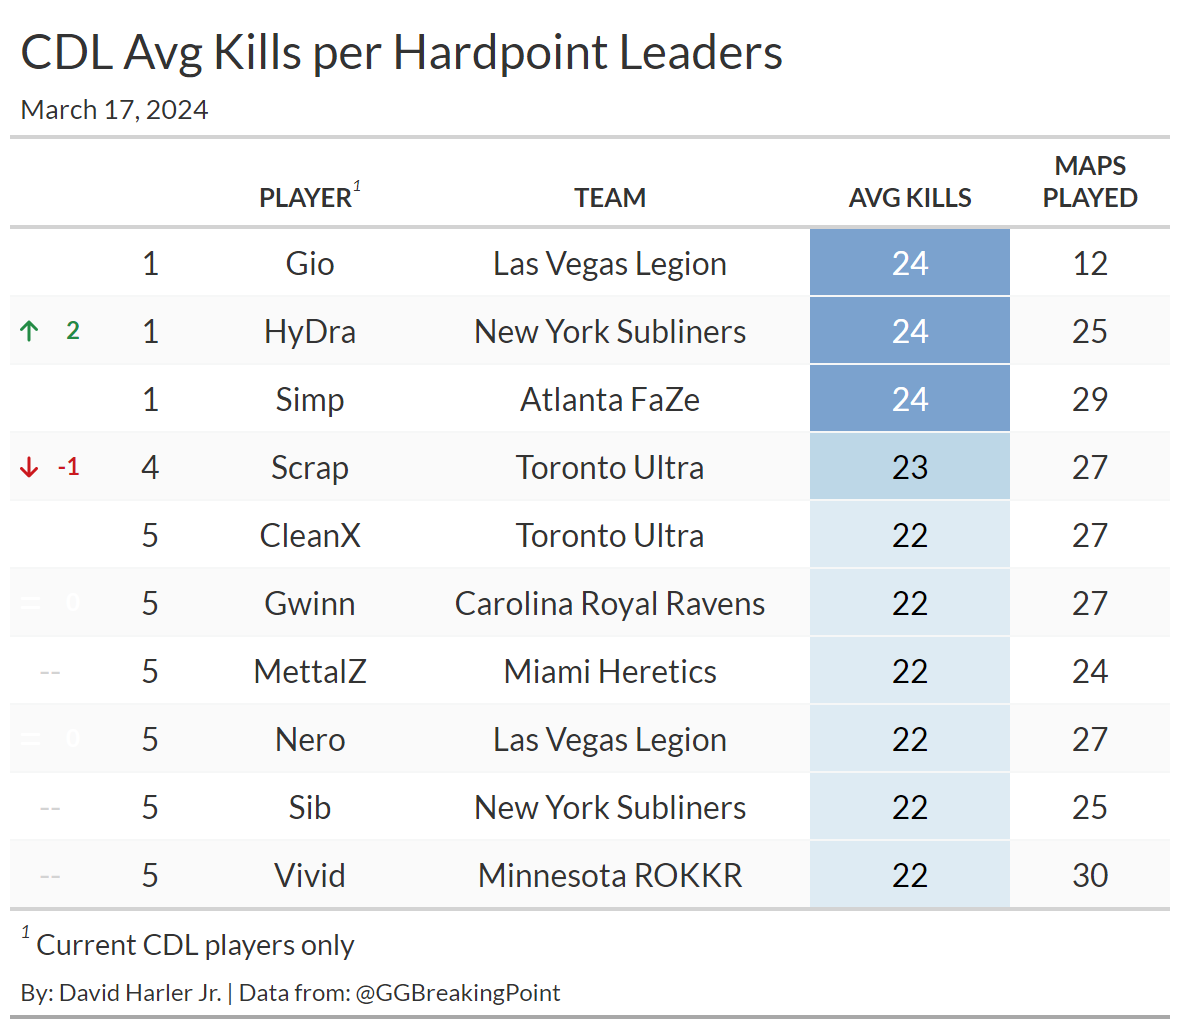 CDL Avg Kills per Hardpoint Leaders
March 17, 2024
PLAYER1 TEAM AVG KILLS MAPS PLAYED
1 Gio Las Vegas Legion 24 12
↑ 2 1 HyDra New York Subliners 24 25
1 Simp Atlanta FaZe 24 29
↓ -1 4 Scrap Toronto Ultra 23 27
5 CleanX Toronto Ultra 22 27
= 0 5 Gwinn Carolina Royal Ravens 22 27
-- 5 MettalZ Miami Heretics 22 24
= 0 5 Nero Las Vegas Legion 22 27
-- 5 Sib New York Subliners 22 25
-- 5 Vivid Minnesota ROKKR 22 30
1 Current CDL players only
By: David Harler Jr. | Data from: @GGBreakingPoint